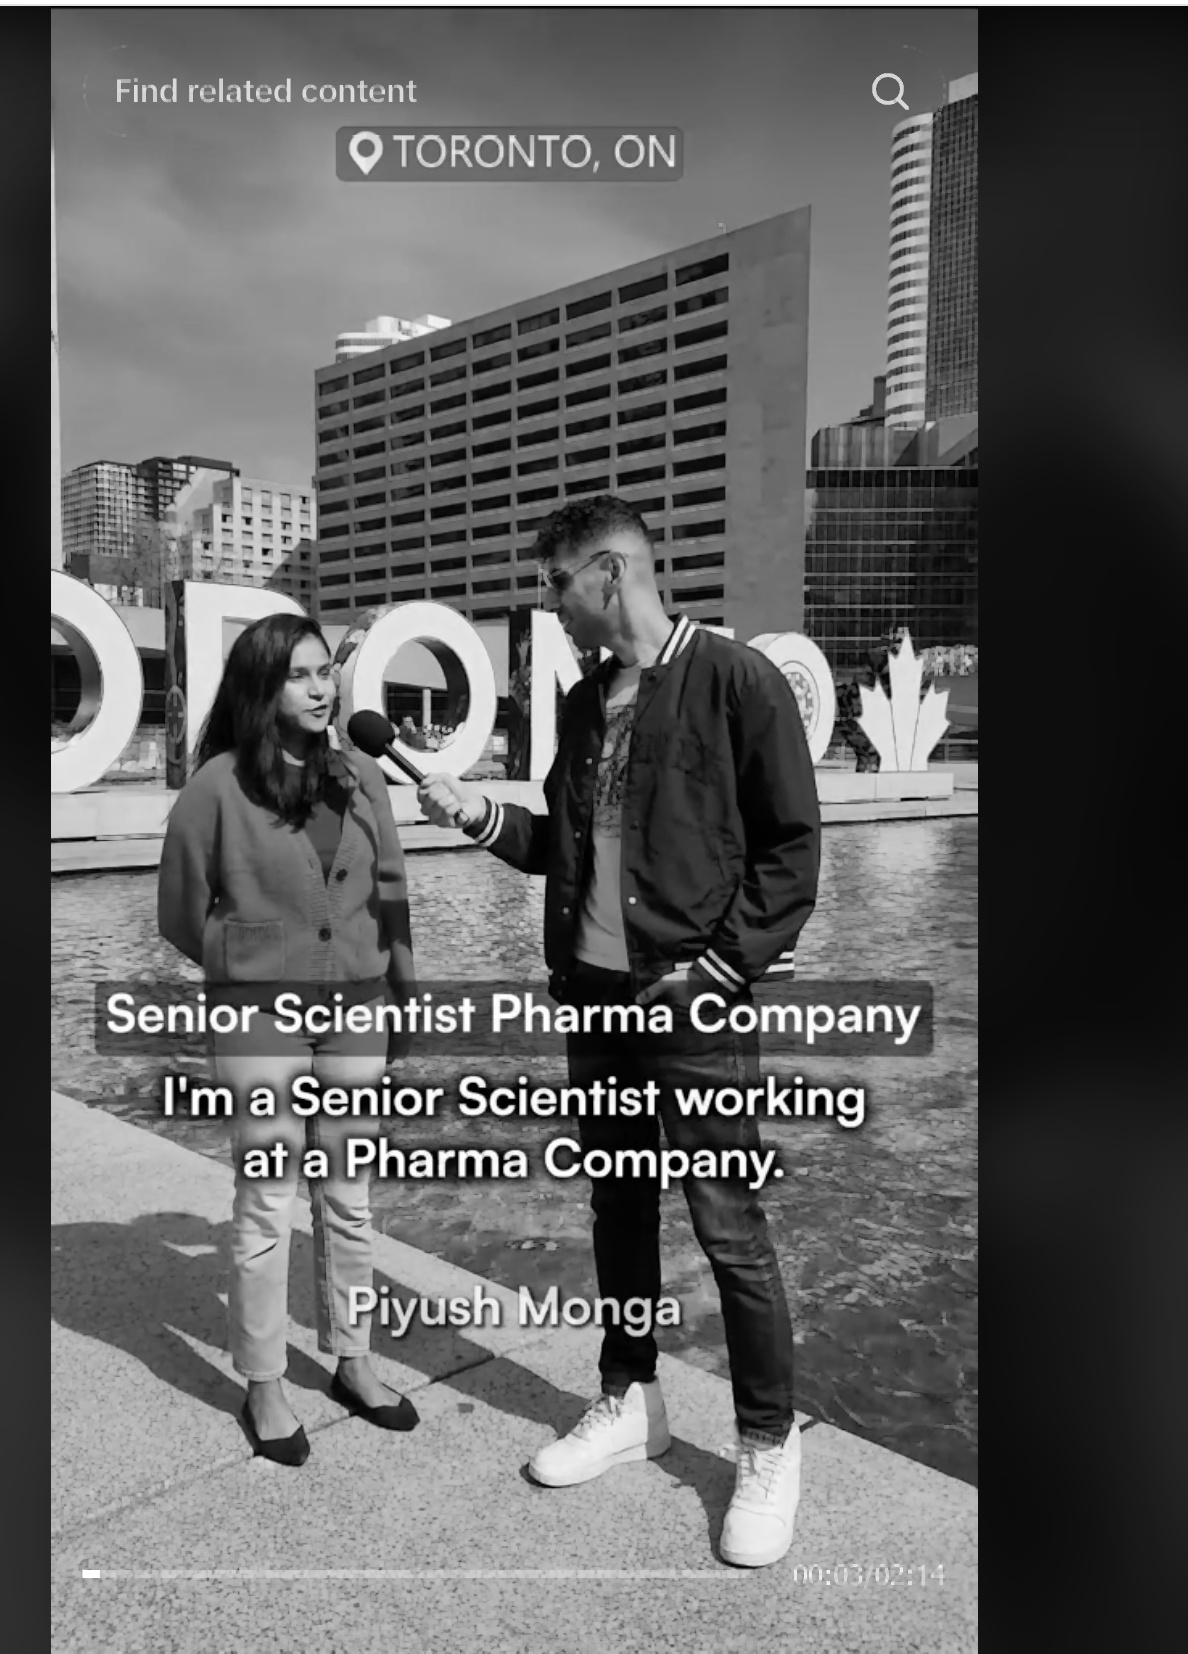 Find related content
TORONTO, ON
ORONTO
Senior Scientist Pharma Company
I'm a Senior Scientist working
at a Pharma Company.
Piyush Monga
00:03/02:14